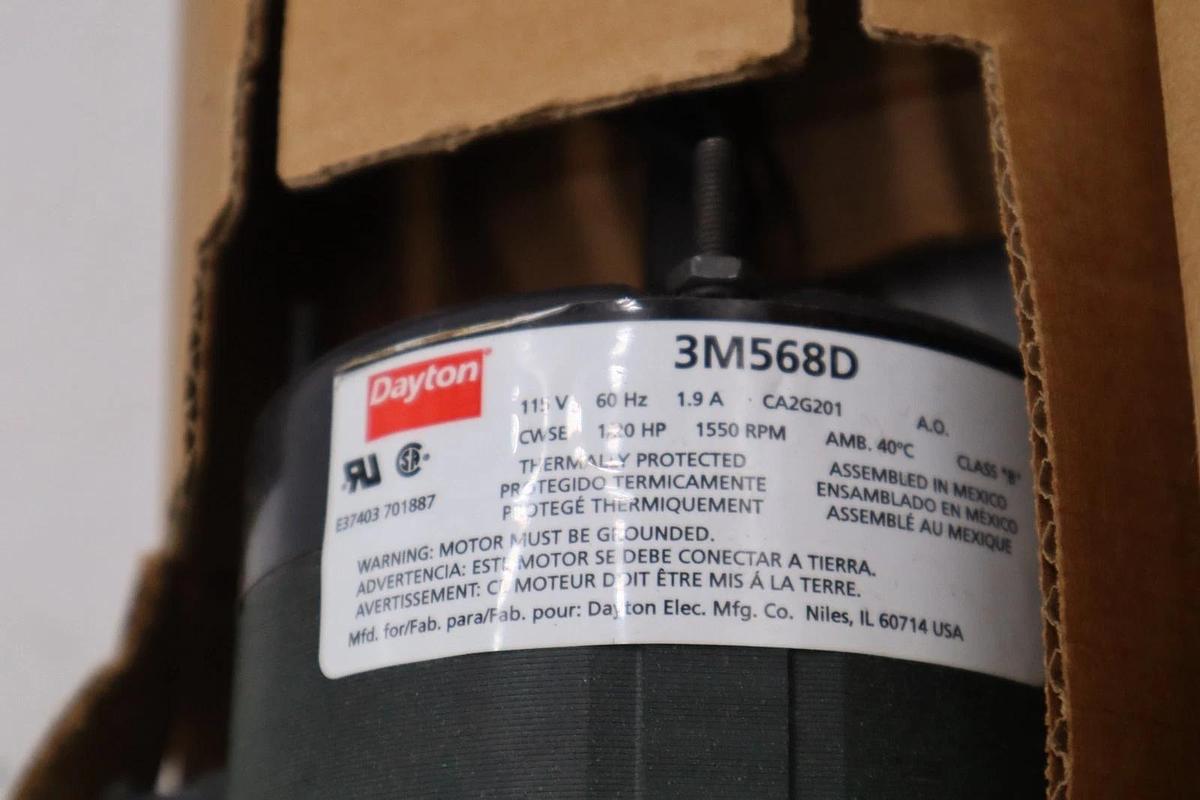 3M568D
Dayton
115 V 60 Hz 1.9 A CA2G201 A.O.
CWSE 1/20 HP 1550 RPM AMB. 40°C CLASS "B"
THERMALLY PROTECTED ASSEMBLED IN MEXICO
PROTEGIDO TERMICAMENTE ENSAMBLADO EN MÉXICO
PROTEGÉ THERMIQUEMENT ASSEMBLÉ AU MEXIQUE
E37403 701887
WARNING: MOTOR MUST BE GROUNDED.
ADVERTENCIA: ESTE MOTOR SE DEBE CONECTAR A TIERRA.
AVERTISSEMENT: CE MOTEUR DOIT ÊTRE MIS Á LA TERRE.
Mfd. for/Fab. para/Fab. pour: Dayton Elec. Mfg. Co. Niles, IL 60714 USA